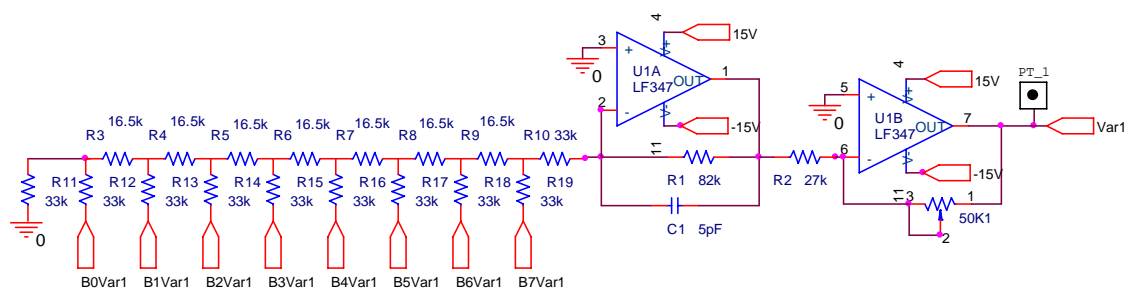 4
15V
3
+
0
U1A
LF347
OUT
V+
1
2
-
V-
-15V
11
4
15V
5
+
0
U1B
LF347
OUT
V+
7
6
-
V-
-15V
11
PT_1
Var1
16.5k 16.5k 16.5k 16.5k 16.5k 16.5k 16.5k
R3 R4 R5 R6 R7 R8 R9 R10 33k
R11 R12 R13 R14 R15 R16 R17 R18 R19
33k 33k 33k 33k 33k 33k 33k 33k 33k
0
R1 82k
R2 27k
C1 5pF
3 1
2
50K1
B0Var1 B1Var1 B2Var1 B3Var1 B4Var1 B5Var1 B6Var1 B7Var1